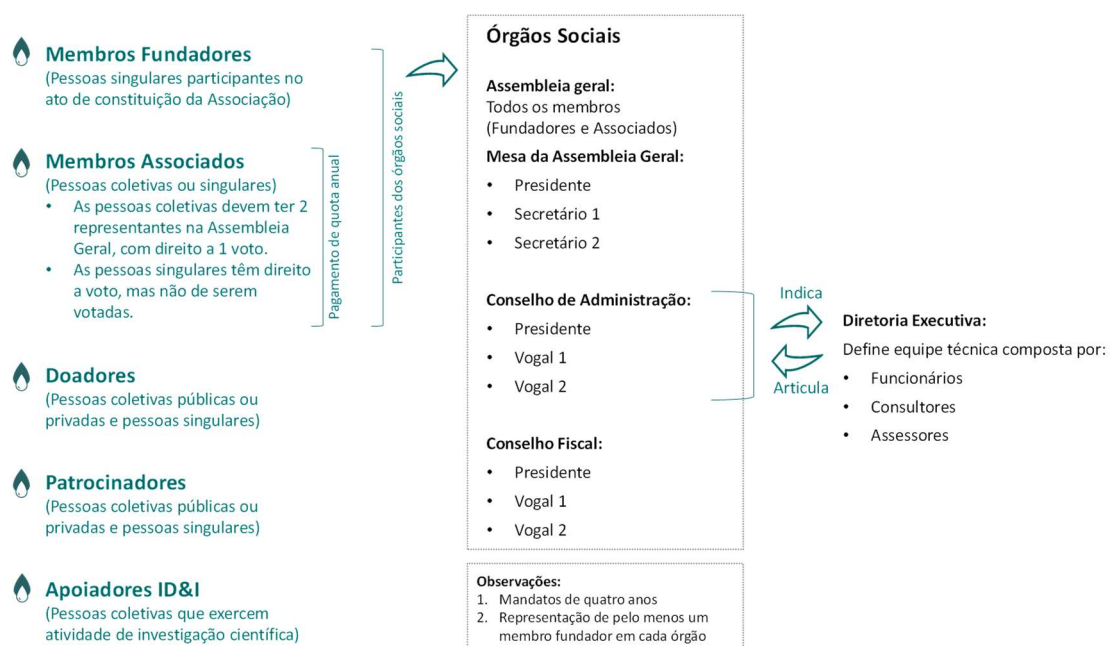 Membros Fundadores
(Pessoas singulares participantes no
ato de constituição da Associação)
Membros Associados
(Pessoas coletivas ou singulares)
• As pessoas coletivas devem ter 2
representantes na Assembleia
Geral, com direito a 1 voto.
• As pessoas singulares têm direito
a voto, mas não de serem
votadas.
Pagamento de quota anual
Participantes dos órgãos sociais
Doadores
(Pessoas coletivas públicas ou
privadas e pessoas singulares)
Patrocinadores
(Pessoas coletivas públicas ou
privadas e pessoas singulares)
Apoiadores ID&I
(Pessoas coletivas que exercem
atividade de investigação científica)
Órgãos Sociais
Assembleia geral:
Todos os membros
(Fundadores e Associados)
Mesa da Assembleia Geral:
• Presidente
• Secretário 1
• Secretário 2
Conselho de Administração:
• Presidente
• Vogal 1
• Vogal 2
Conselho Fiscal:
• Presidente
• Vogal 1
• Vogal 2
Observações:
1. Mandatos de quatro anos
2. Representação de pelo menos um
membro fundador em cada órgão
Indica
Articula
Diretoria Executiva:
Define equipe técnica composta por:
• Funcionários
• Consultores
• Assessores